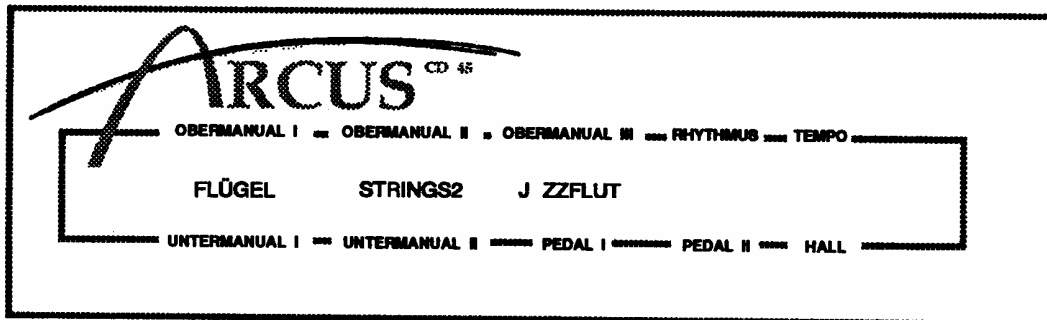 ARCUS CD 45
OBERMANUAL I OBERMANUAL II OBERMANUAL III RHYTHMUS TEMPO
FLÜGEL STRINGS2 J ZZFLUT
UNTERMANUAL I UNTERMANUAL II PEDAL I PEDAL II HALL